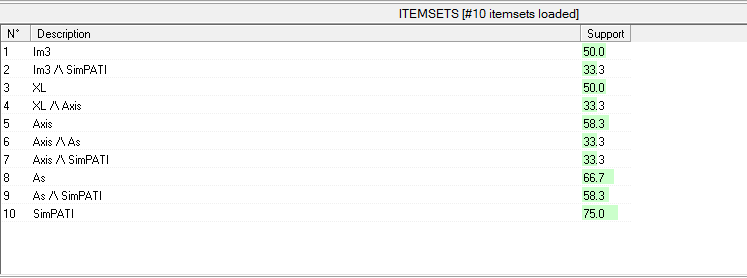 ITEMSETS [#10 itemsets loaded]
N° Description Support
1 Im3 50.0
2 Im3 /\ SimPATI 33.3
3 XL 50.0
4 XL /\ Axis 33.3
5 Axis 58.3
6 Axis /\ As 33.3
7 Axis /\ SimPATI 33.3
8 As 66.7
9 As /\ SimPATI 58.3
10 SimPATI 75.0